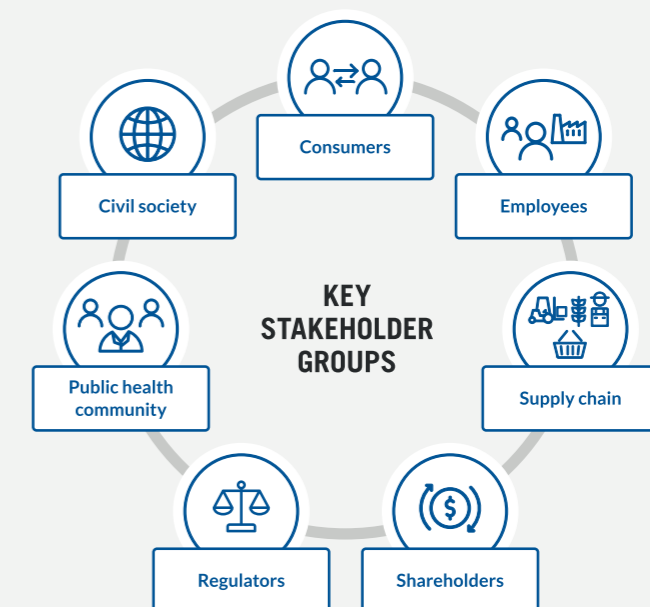 Consumers
Civil society
Employees
KEY
STAKEHOLDER
GROUPS
Public health
community
Supply chain
$
Regulators
Shareholders